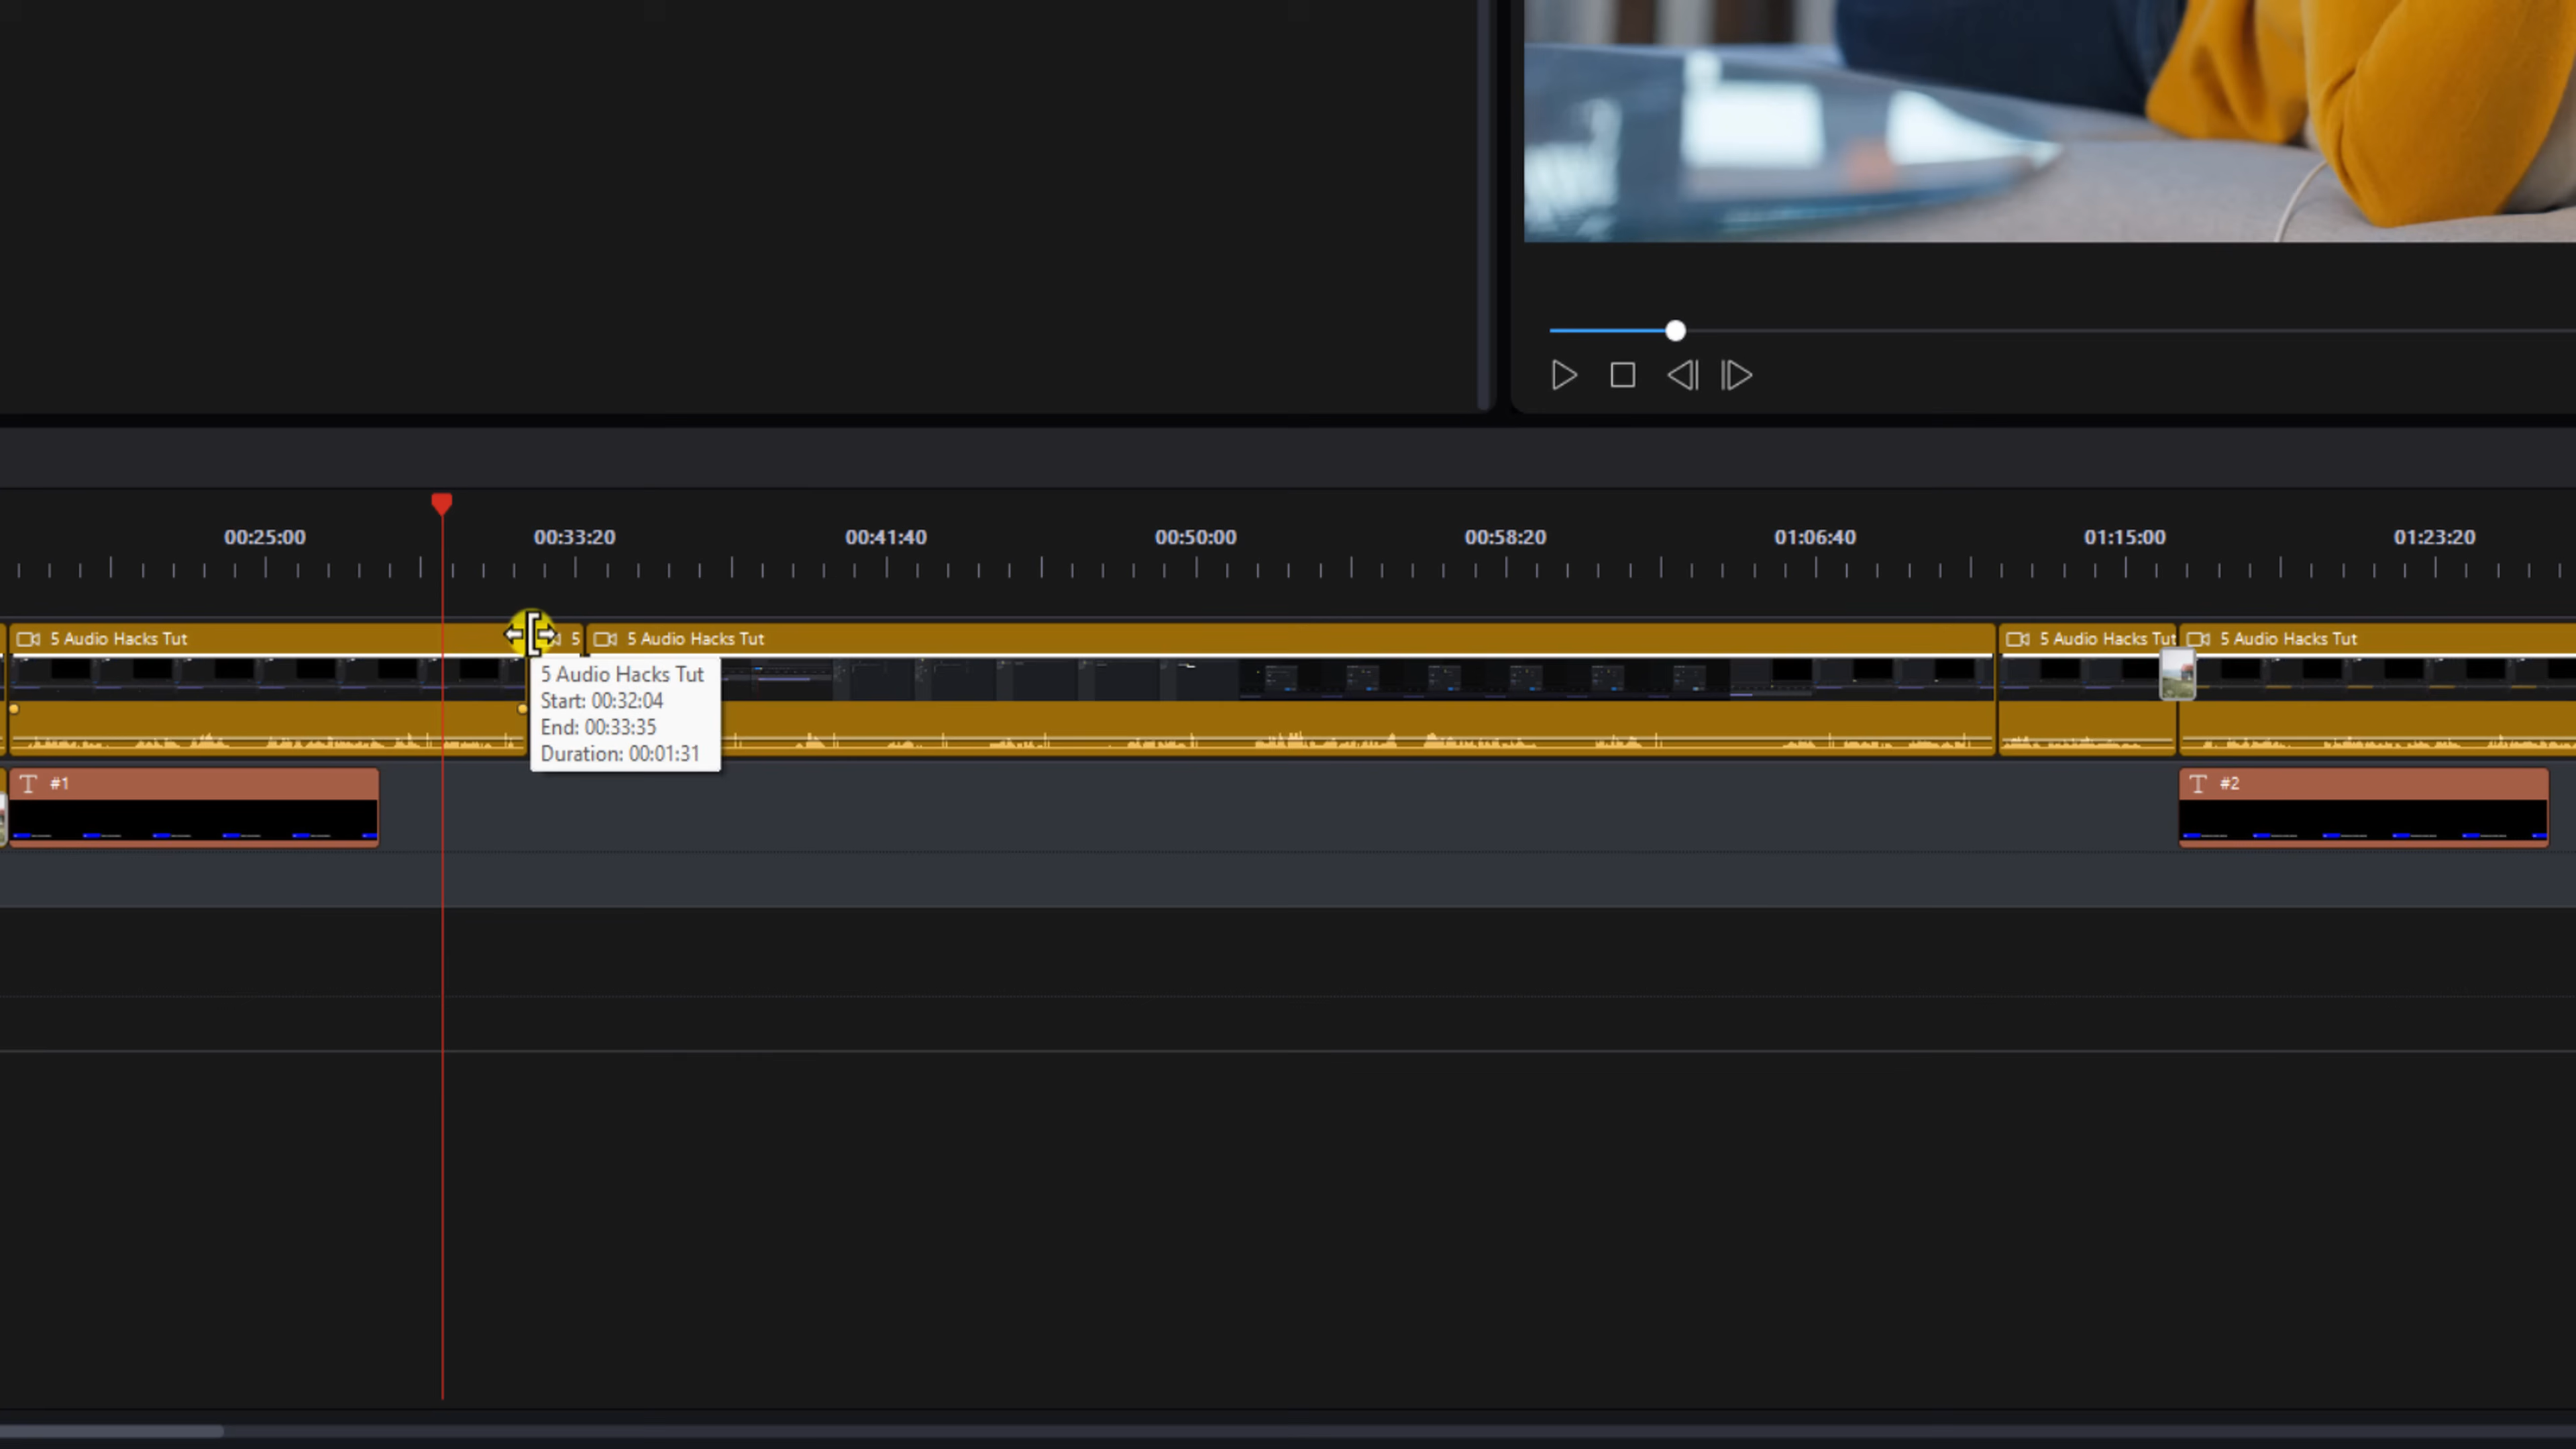 00:25:00 00:33:20 00:41:40 00:50:00 00:58:20 01:06:40 01:15:00 01:23:20
5 Audio Hacks Tut 5 5 Audio Hacks Tut 5 Audio Hacks Tut 5 Audio Hacks Tut
5 Audio Hacks Tut
Start: 00:32:04
End: 00:33:35
Duration: 00:01:31
#1 #2